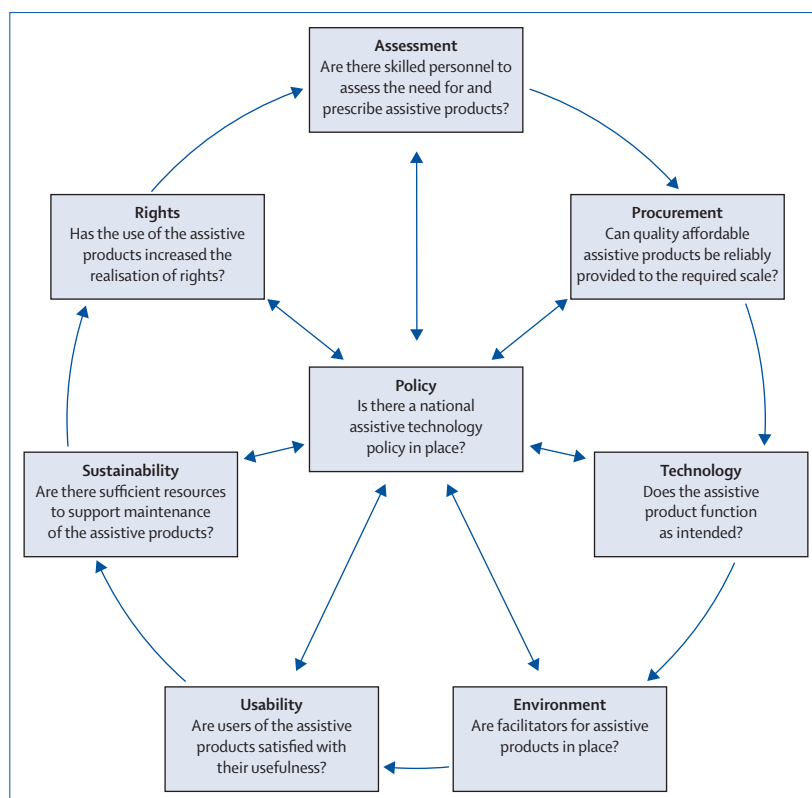 Assessment
Are there skilled personnel to
assess the need for and
prescribe assistive products?
Rights
Has the use of the assistive
products increased the
realisation of rights?
Procurement
Can quality affordable
assistive products be reliably
provided to the required scale?
Policy
Is there a national
assistive technology
policy in place?
Sustainability
Are there sufficient resources
to support maintenance
of the assistive products?
Technology
Does the assistive
product function
as intended?
Usability
Are users of the assistive
products satisfied with
their usefulness?
Environment
Are facilitators for assistive
products in place?